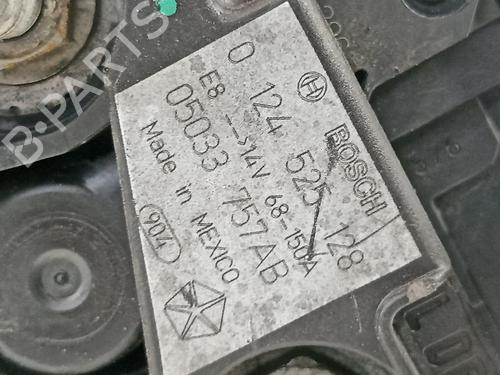 BOSCH
0 124 525 128
E8 -->14V 68-150A
05033 757AB
Made in MEXICO
904
B-PARTS